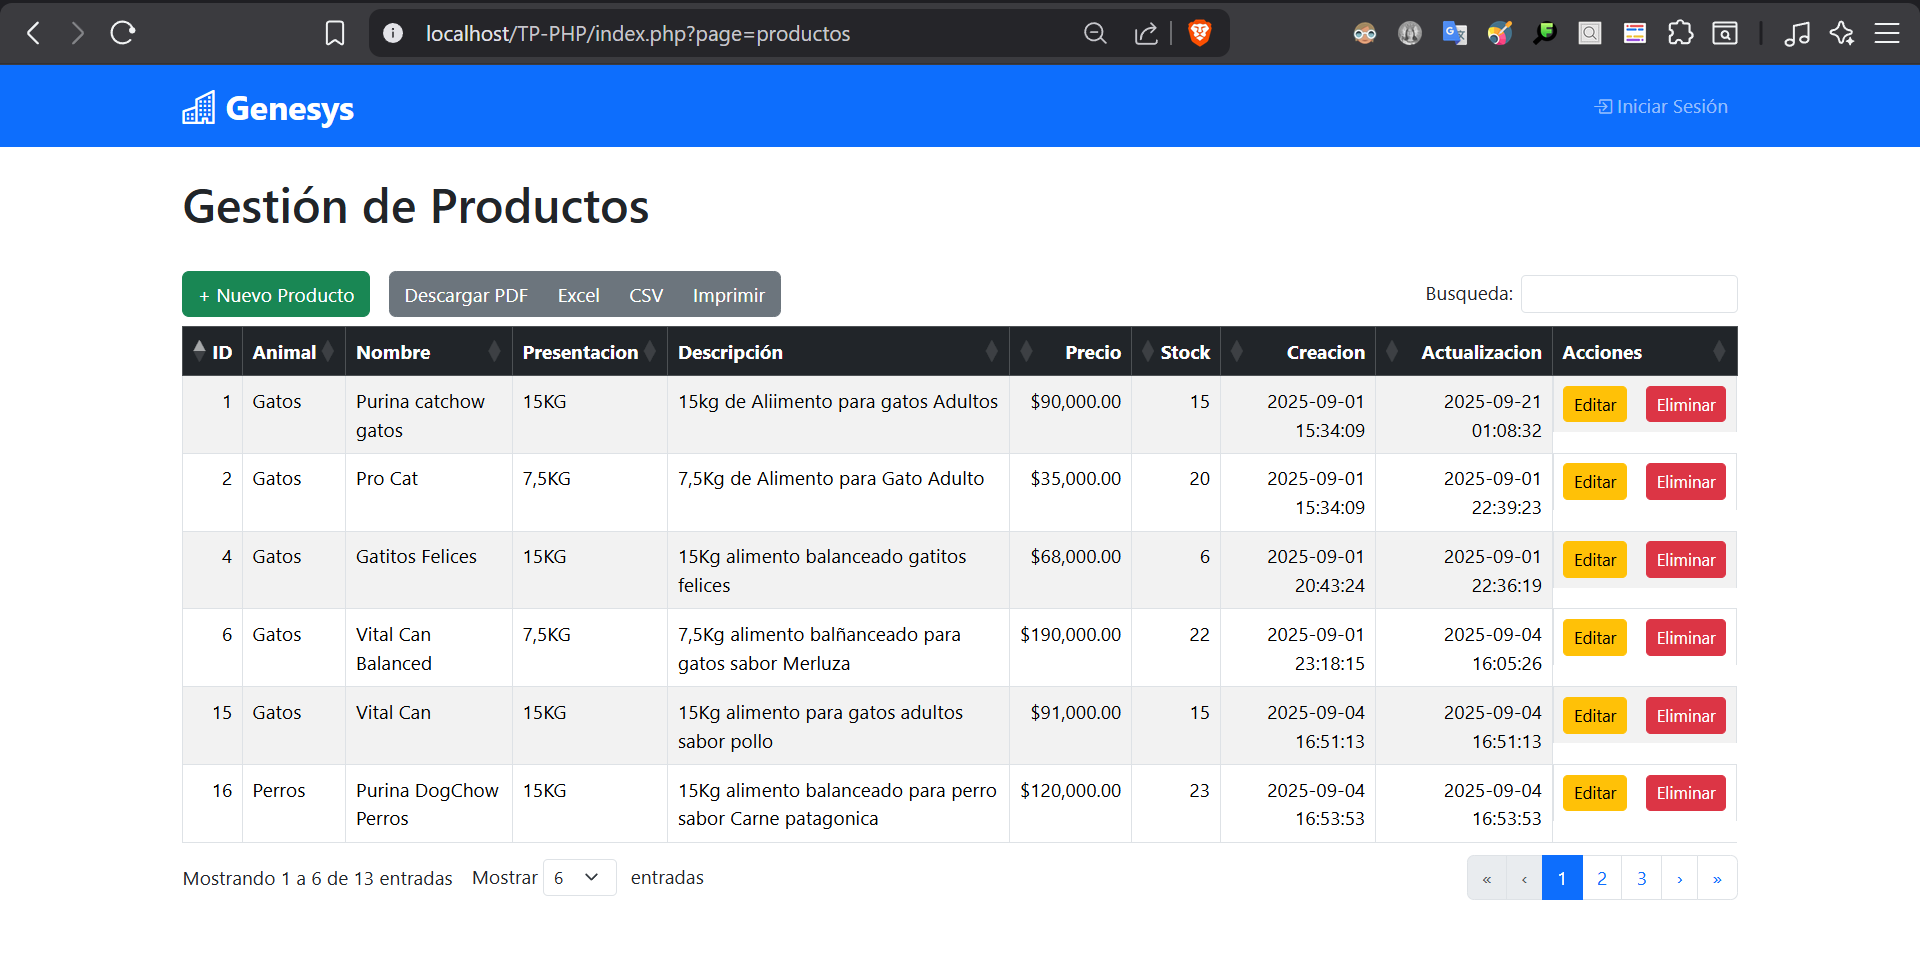 localhost/TP-PHP/index.php?page=productos
Genesys
Iniciar Sesión
Gestión de Productos
+ Nuevo Producto Descargar PDF Excel CSV Imprimir Busqueda:
ID Animal Nombre Presentacion Descripción Precio Stock Creacion Actualizacion Acciones
1 Gatos Purina catchow 15KG 15kg de Aliimento para gatos Adultos $90,000.00 15 2025-09-01 2025-09-21 Editar Eliminar
gatos 15:34:09 01:08:32
2 Gatos Pro Cat 7,5KG 7,5Kg de Alimento para Gato Adulto $35,000.00 20 2025-09-01 2025-09-01 Editar Eliminar
15:34:09 22:39:23
4 Gatos Gatitos Felices 15KG 15Kg alimento balanceado gatitos $68,000.00 6 2025-09-01 2025-09-01 Editar Eliminar
felices 20:43:24 22:36:19
6 Gatos Vital Can 7,5KG 7,5Kg alimento balñanceado para $190,000.00 22 2025-09-01 2025-09-04 Editar Eliminar
Balanced gatos sabor Merluza 23:18:15 16:05:26
15 Gatos Vital Can 15KG 15Kg alimento para gatos adultos $91,000.00 15 2025-09-04 2025-09-04 Editar Eliminar
sabor pollo 16:51:13 16:51:13
16 Perros Purina DogChow 15KG 15Kg alimento balanceado para perro $120,000.00 23 2025-09-04 2025-09-04 Editar Eliminar
Perros sabor Carne patagonica 16:53:53 16:53:53
Mostrando 1 a 6 de 13 entradas Mostrar 6 entradas « ‹ 1 2 3 › »